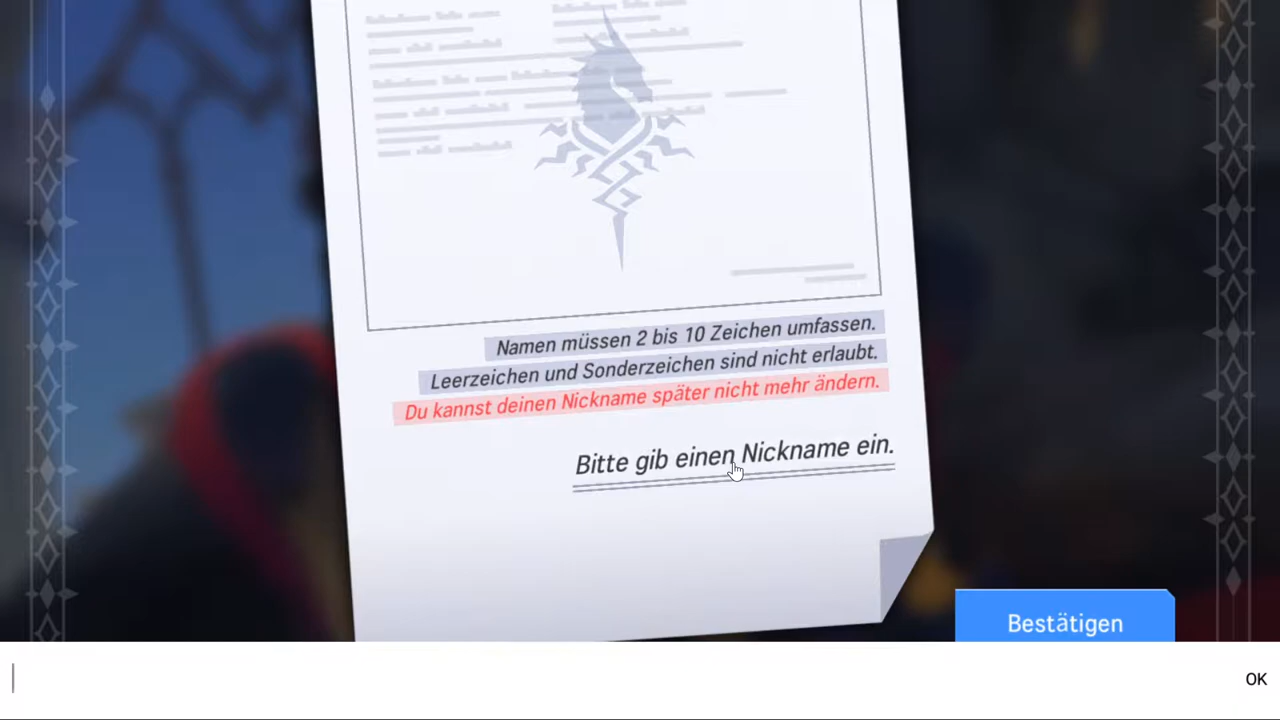 Namen müssen 2 bis 10 Zeichen umfassen.
Leerzeichen und Sonderzeichen sind nicht erlaubt.
Du kannst deinen Nickname später nicht mehr ändern.
Bitte gib einen Nickname ein.
Bestätigen
OK